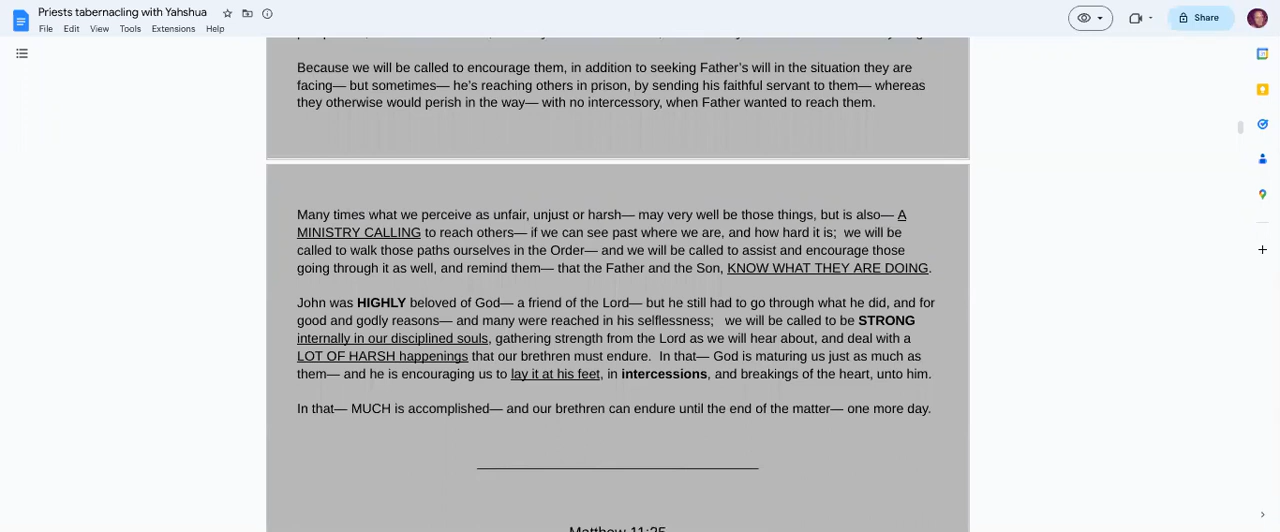 Priests tabernacling with Yahshua
File Edit View Tools Extensions Help
Share
Because we will be called to encourage them, in addition to seeking Father's will in the situation they are
facing— but sometimes— he's reaching others in prison, by sending his faithful servant to them— whereas
they otherwise would perish in the way— with no intercessory, when Father wanted to reach them.
Many times what we perceive as unfair, unjust or harsh— may very well be those things, but is also— A
MINISTRY CALLING to reach others— if we can see past where we are, and how hard it is;  we will be
called to walk those paths ourselves in the Order— and we will be called to assist and encourage those
going through it as well, and remind them— that the Father and the Son, KNOW WHAT THEY ARE DOING.
John was HIGHLY beloved of God— a friend of the Lord— but he still had to go through what he did, and for
good and godly reasons— and many were reached in his selflessness;   we will be called to be STRONG
internally in our disciplined souls, gathering strength from the Lord as we will hear about, and deal with a
LOT OF HARSH happenings that our brethren must endure.  In that— God is maturing us just as much as
them— and he is encouraging us to lay it at his feet, in intercessions, and breakings of the heart, unto him.
In that— MUCH is accomplished— and our brethren can endure until the end of the matter— one more day.
Matthew 11:25